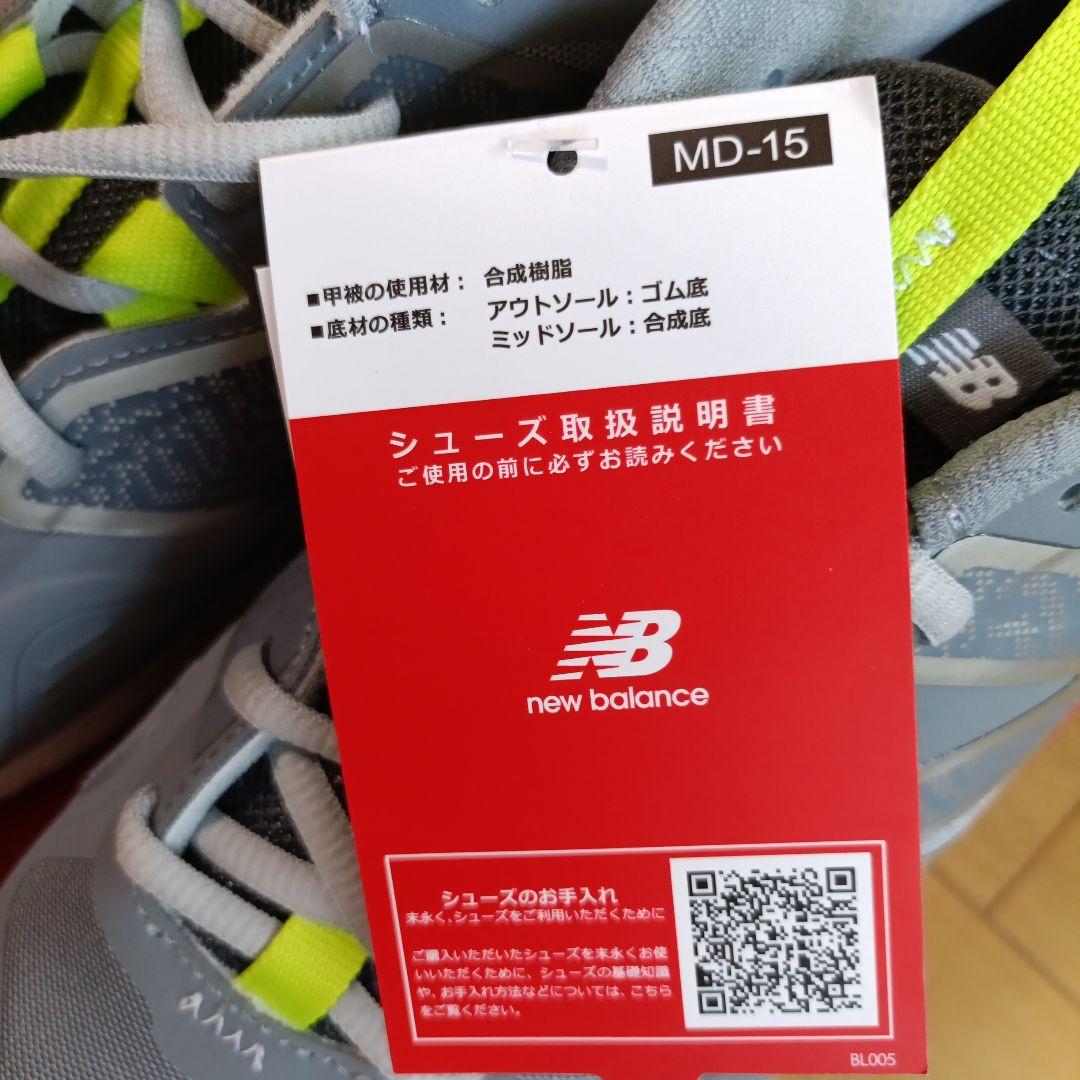 MD-15
■甲被の使用材： 合成樹脂
■底材の種類： アウトソール：ゴム底
ミッドソール：合成底
シューズ取扱説明書
ご使用の前に必ずお読みください
NB
new balance
シューズのお手入れ
末永く、シューズをご利用いただくために
ご購入いただいたシューズを末永くお使
いいただくために、シューズの基礎知識
や、お手入れ方法などについては、こちら
をご覧ください。
BL005
NB